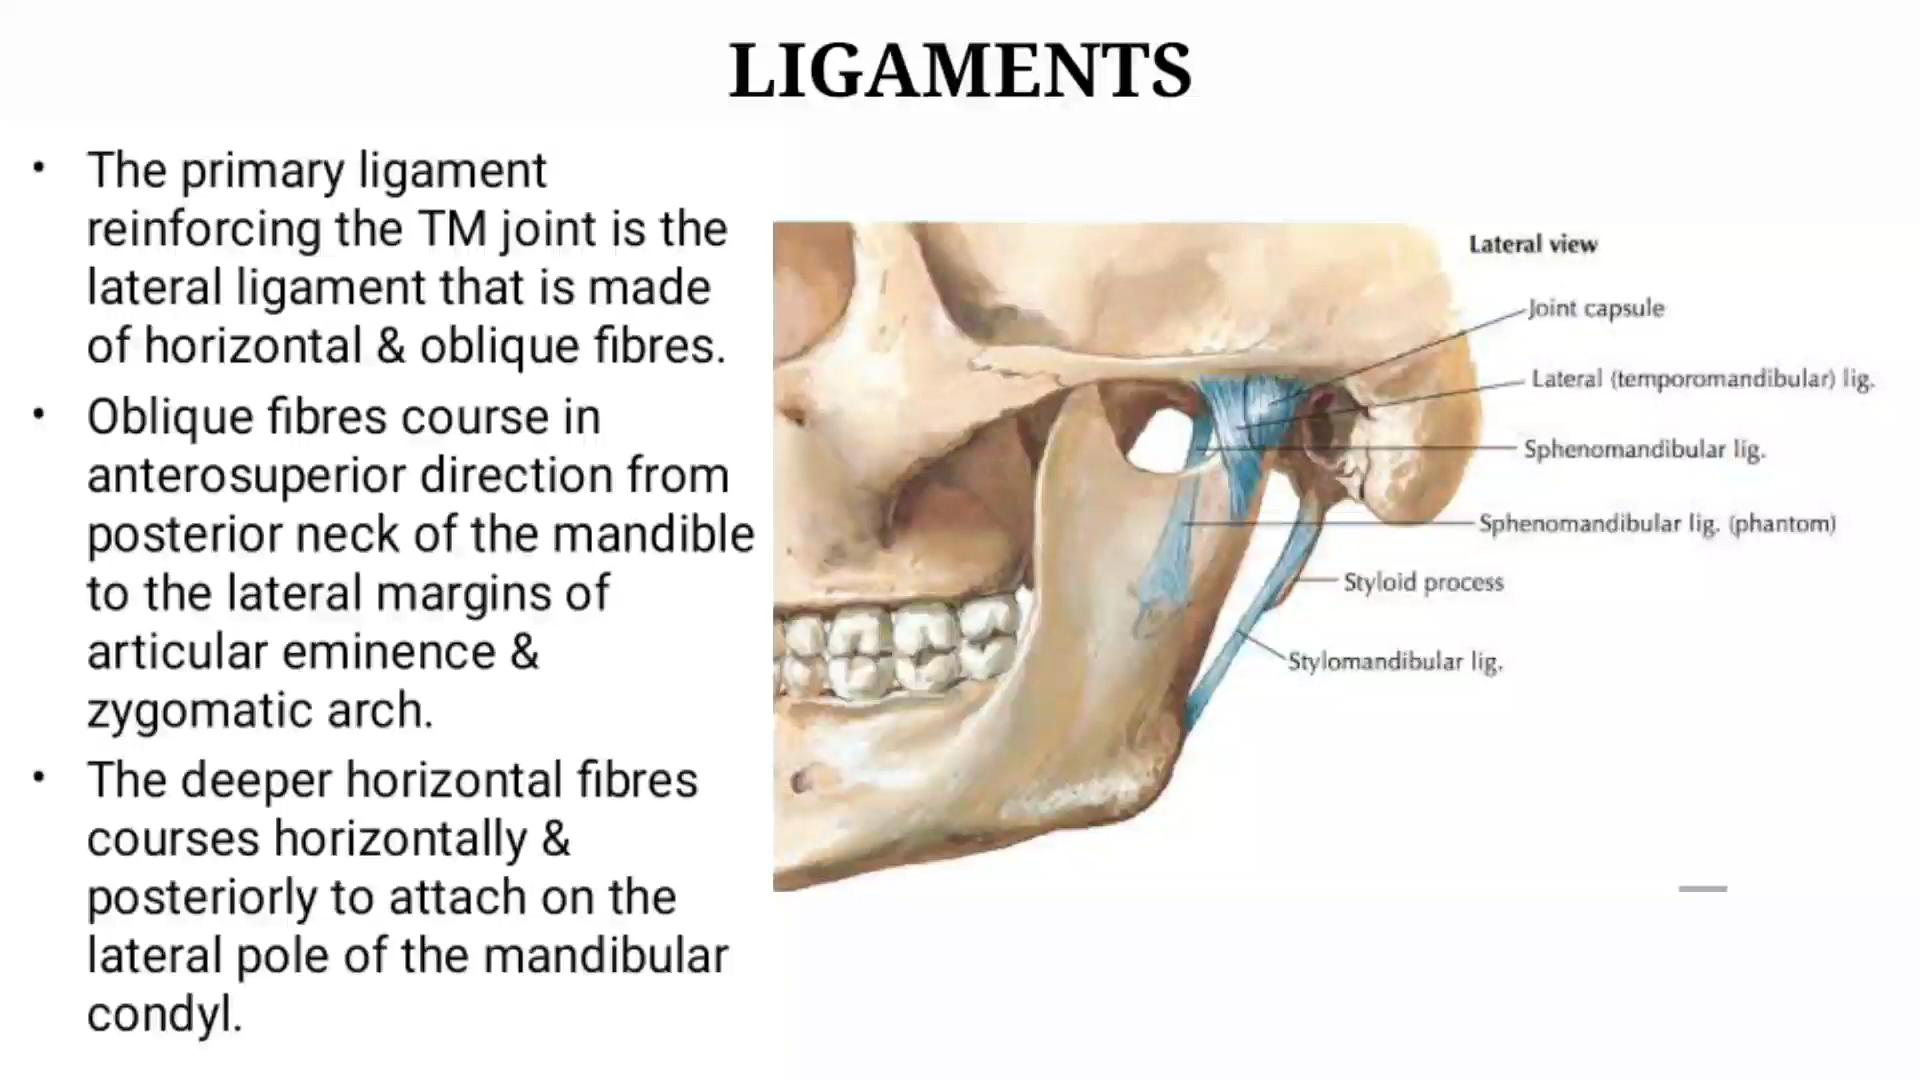 LIGAMENTS
• The primary ligament
reinforcing the TM joint is the
lateral ligament that is made
of horizontal & oblique fibres.
• Oblique fibres course in
anterosuperior direction from
posterior neck of the mandible
to the lateral margins of
articular eminence &
zygomatic arch.
• The deeper horizontal fibres
courses horizontally &
posteriorly to attach on the
lateral pole of the mandibular
condyl.
Lateral view
Joint capsule
Lateral (temporomandibular) lig.
Sphenomandibular lig.
Sphenomandibular lig. (phantom)
Styloid process
Stylomandibular lig.